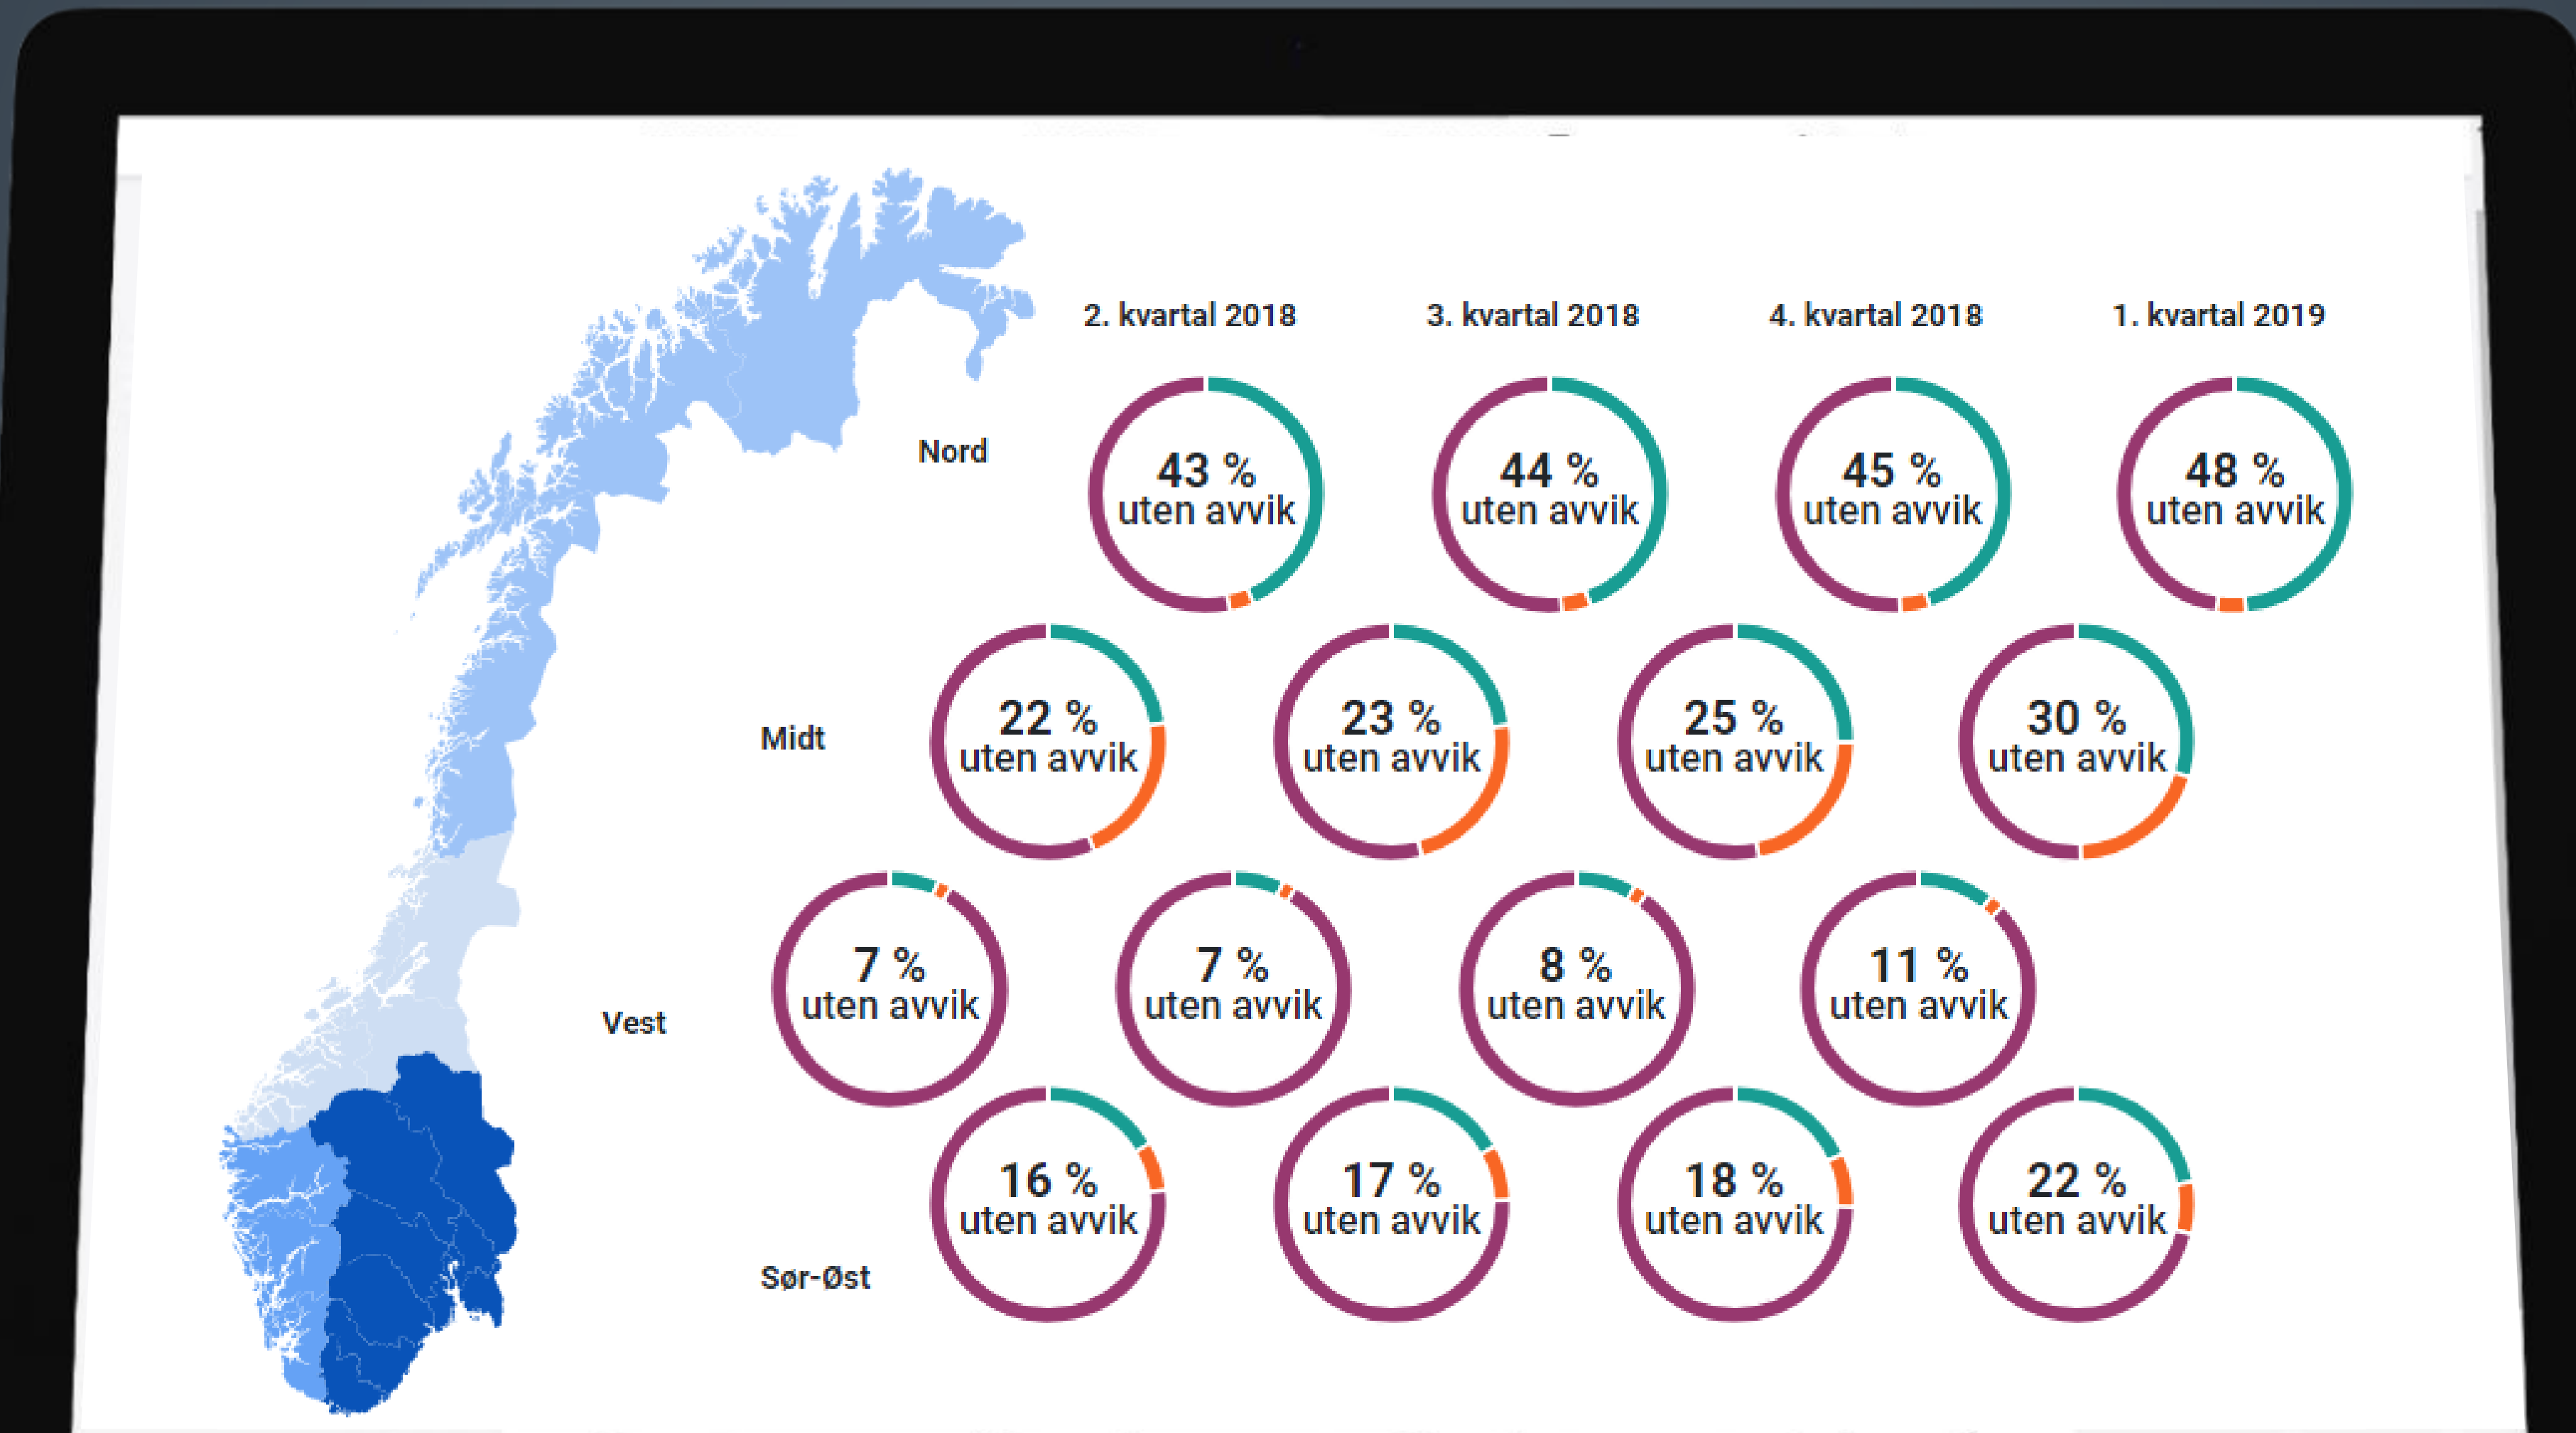 2. kvartal 2018
3. kvartal 2018
4. kvartal 2018
1. kvartal 2019
Nord
43 %
uten avvik
44 %
uten avvik
45 %
uten avvik
48 %
uten avvik
Midt
22 %
uten avvik
23 %
uten avvik
25 %
uten avvik
30 %
uten avvik
Vest
7 %
uten avvik
7 %
uten avvik
8 %
uten avvik
11 %
uten avvik
Sør-Øst
16 %
uten avvik
17 %
uten avvik
18 %
uten avvik
22 %
uten avvik